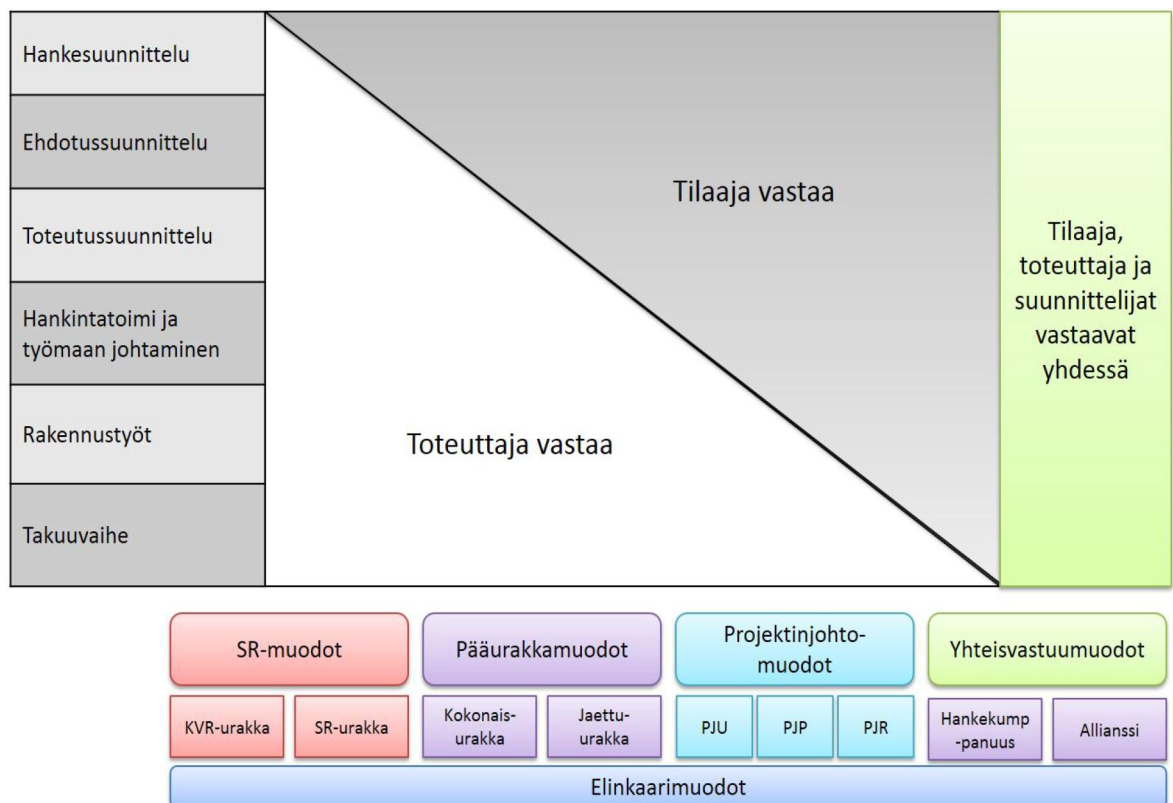 Hankesuunnittelu
Ehdotussuunnittelu
Toteutussuunnittelu
Hankintatoimi ja
työmaan johtaminen
Rakennustyöt
Takuuvaihe
Tilaaja vastaa
Toteuttaja vastaa
Tilaaja,
toteuttaja ja
suunnittelijat
vastaavat
yhdessä
SR-muodot
Pääurakkamuodot
Projektinjohto-
muodot
Yhteisvastuumuodot
KVR-urakka
SR-urakka
Kokonais-
urakka
Jaettu-
urakka
PJU
PJP
PJR
Hankekump
-panuus
Allianssi
Elinkaarimuodot